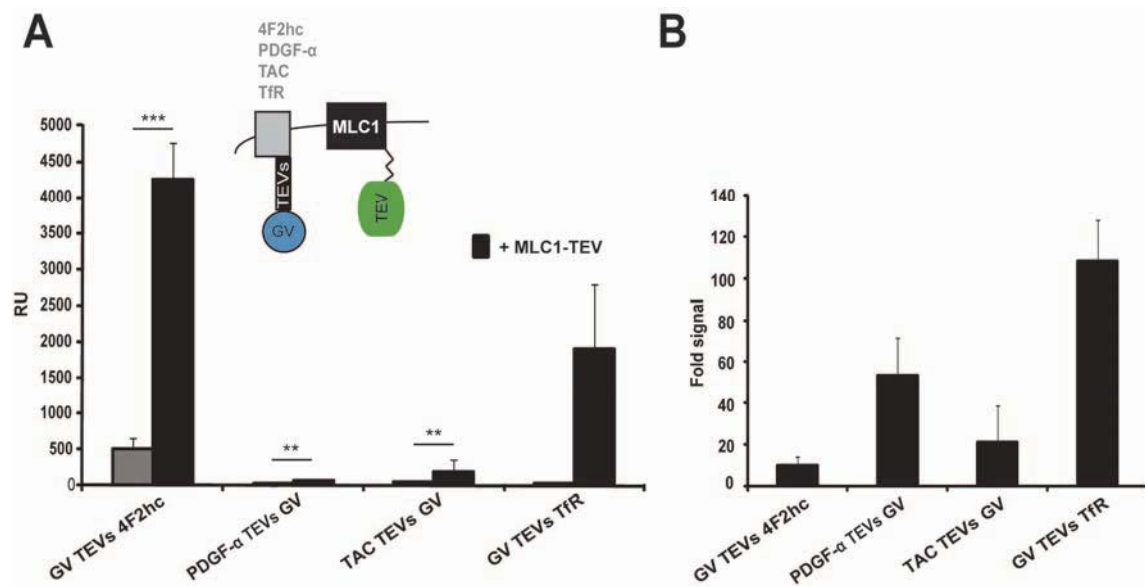 A
4F2hc
PDGF-α
TAC
TfR
MLC1
TEVs
TEV
GV
+ MLC1-TEV
***
**
**
5000
4500
4000
3500
3000
2500
2000
1500
1000
500
0
RU
GV TEVs 4F2hc
PDGF-α TEVs GV
TAC TEVs GV
GV TEVs TfR
B
140
120
100
80
60
40
20
0
Fold signal
GV TEVs 4F2hc
PDGF-α TEVs GV
TAC TEVs GV
GV TEVs TfR